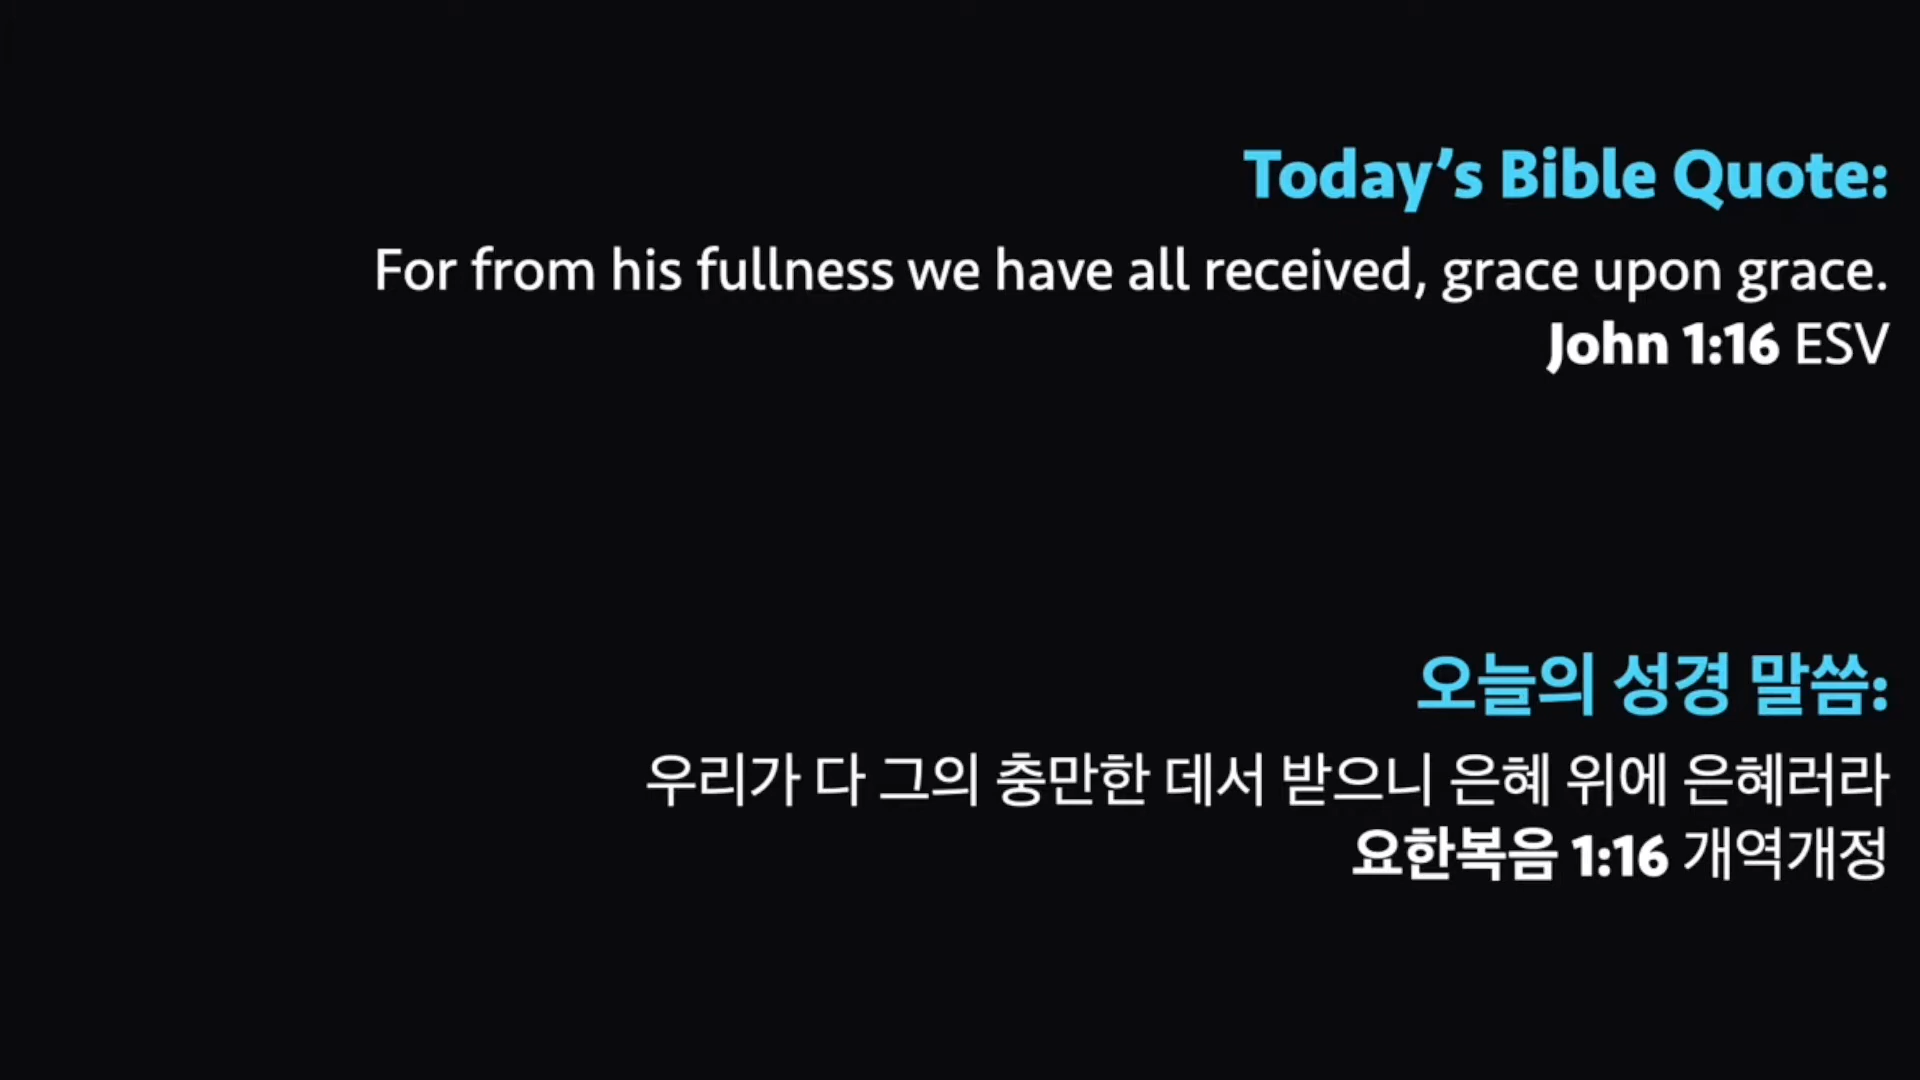 Today’s Bible Quote:
For from his fullness we have all received, grace upon grace.
John 1:16 ESV
오늘의 성경 말씀:
우리가 다 그의 충만한 데서 받으니 은혜 위에 은혜러라
요한복음 1:16 개역개정